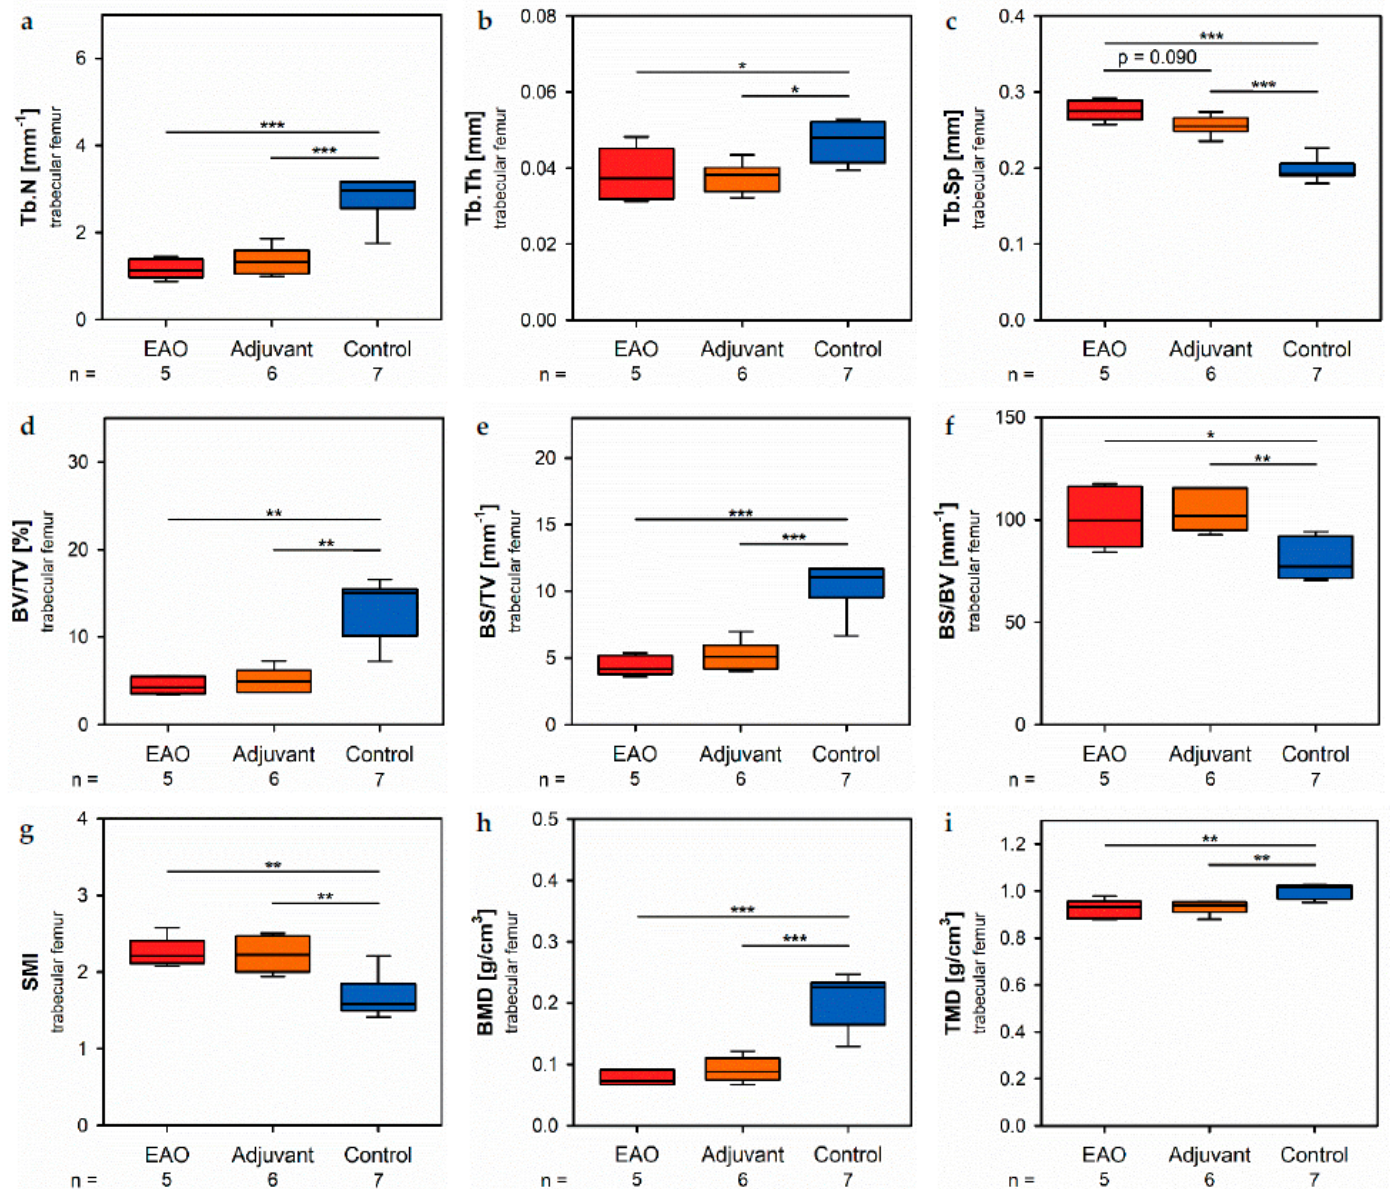 a
Tb.N [mm⁻¹]
trabecular femur
6
4
2
0
***
***
EAO Adjuvant Control
n = 5 6 7
b
Tb.Th [mm]
trabecular femur
0.08
0.06
0.04
0.02
0.00
*
*
EAO Adjuvant Control
n = 5 6 7
c
Tb.Sp [mm]
trabecular femur
0.4
0.3
0.2
0.1
0.0
***
p = 0.090
***
EAO Adjuvant Control
n = 5 6 7
d
BV/TV [%]
trabecular femur
30
20
10
0
**
**
EAO Adjuvant Control
n = 5 6 7
e
BS/TV [mm⁻¹]
trabecular femur
20
15
10
5
0
***
***
EAO Adjuvant Control
n = 5 6 7
f
BS/BV [mm⁻¹]
trabecular femur
150
100
50
0
*
**
EAO Adjuvant Control
n = 5 6 7
g
SMI
trabecular femur
4
3
2
1
0
**
**
EAO Adjuvant Control
n = 5 6 7
h
BMD [g/cm³]
trabecular femur
0.5
0.4
0.3
0.2
0.1
0.0
***
***
EAO Adjuvant Control
n = 5 6 7
i
TMD [g/cm³]
trabecular femur
1.2
1.0
0.8
0.6
0.4
0.2
0.0
**
**
EAO Adjuvant Control
n = 5 6 7